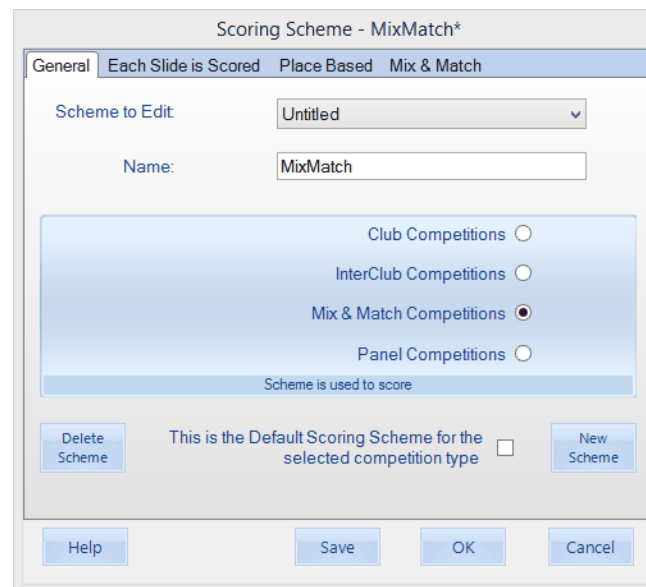 Scoring Scheme - MixMatch*
General Each Slide is Scored Place Based Mix & Match
Scheme to Edit: Untitled
Name: MixMatch
Club Competitions
InterClub Competitions
Mix & Match Competitions
Panel Competitions
Scheme is used to score
Delete
Scheme
This is the Default Scoring Scheme for the
selected competition type
New
Scheme
Help Save OK Cancel